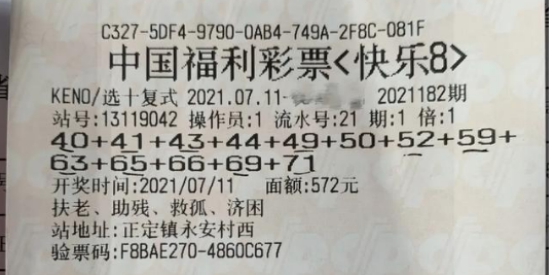 C327-5DF4-9790-0AB4-749A-2F8C-081F
中国福利彩票<快乐8>
KENO/选十复式 2021.07.11- 2021182期
站号:13119042 操作员:1 流水号:21 期:1 倍:1
40+41+43+44+49+50+52+59+
63+65+66+69+71
开奖时间:2021/07/11 面额:572元
扶老、助残、救孤、济困
站地址:正定镇永安村西
验票码:F8BAE270-4860C677